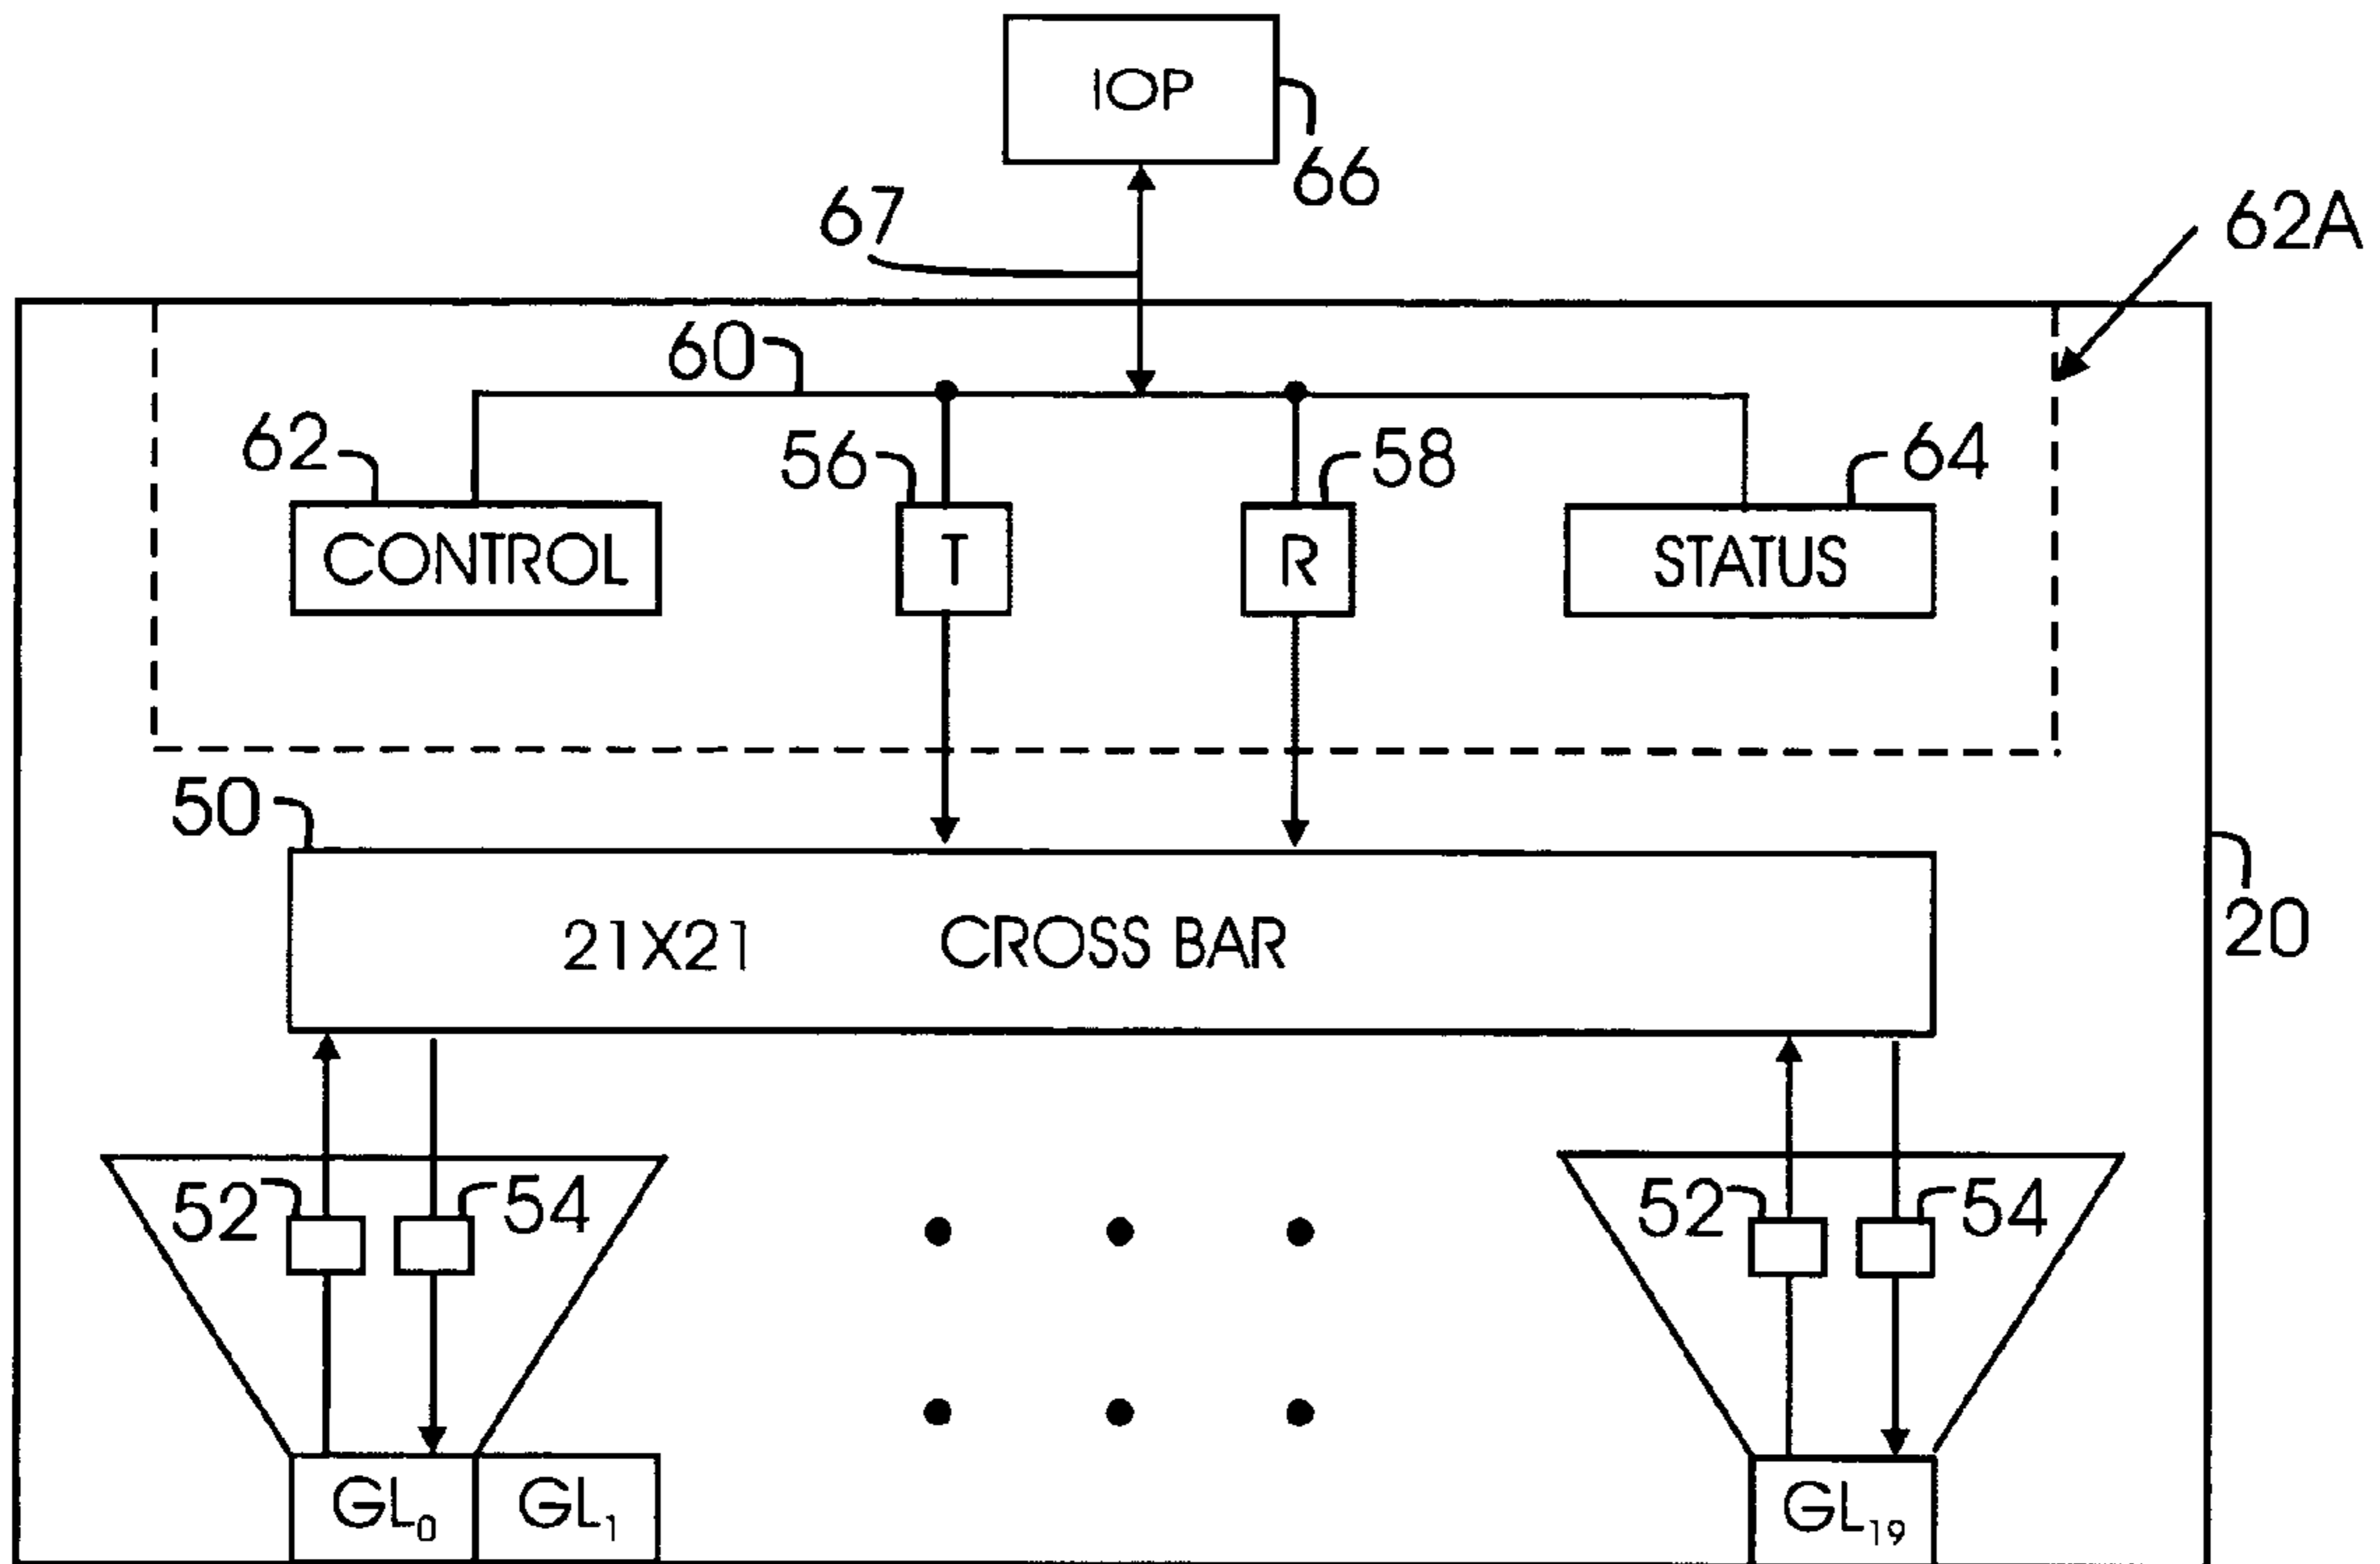 IOP
66
67
62A
60
62
56
58
64
CONTROL
T
R
STATUS
50
21X21 CROSS BAR
20
52
54
52
54
GL0
GL1
GL19